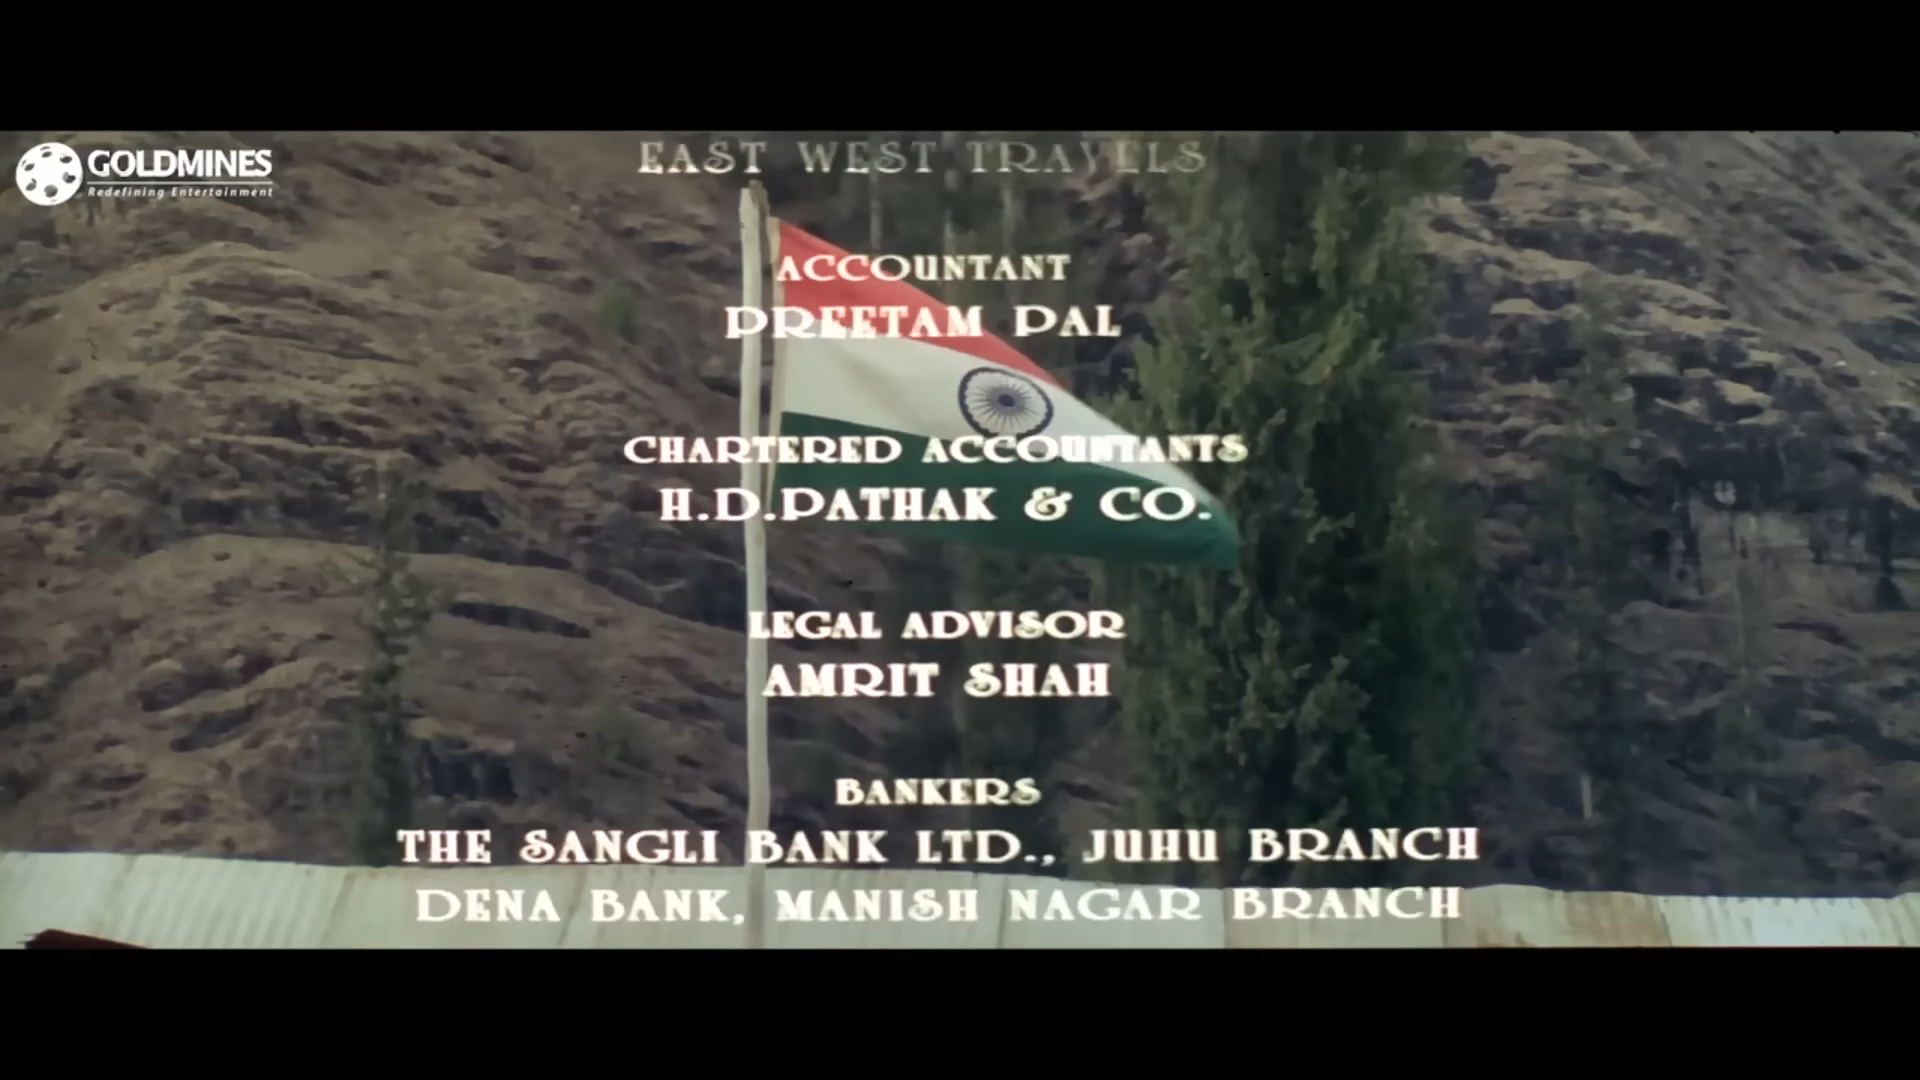 GOLDMINES
Redefining Entertainment
EAST WEST TRAVELS
ACCOUNTANT
PREETAM PAL
CHARTERED ACCOUNTANTS
H.D.PATHAK & CO.
LEGAL ADVISOR
AMRIT SHAH
BANKERS
THE SANGLI BANK LTD., JUHU BRANCH
DENA BANK, MANISH NAGAR BRANCH